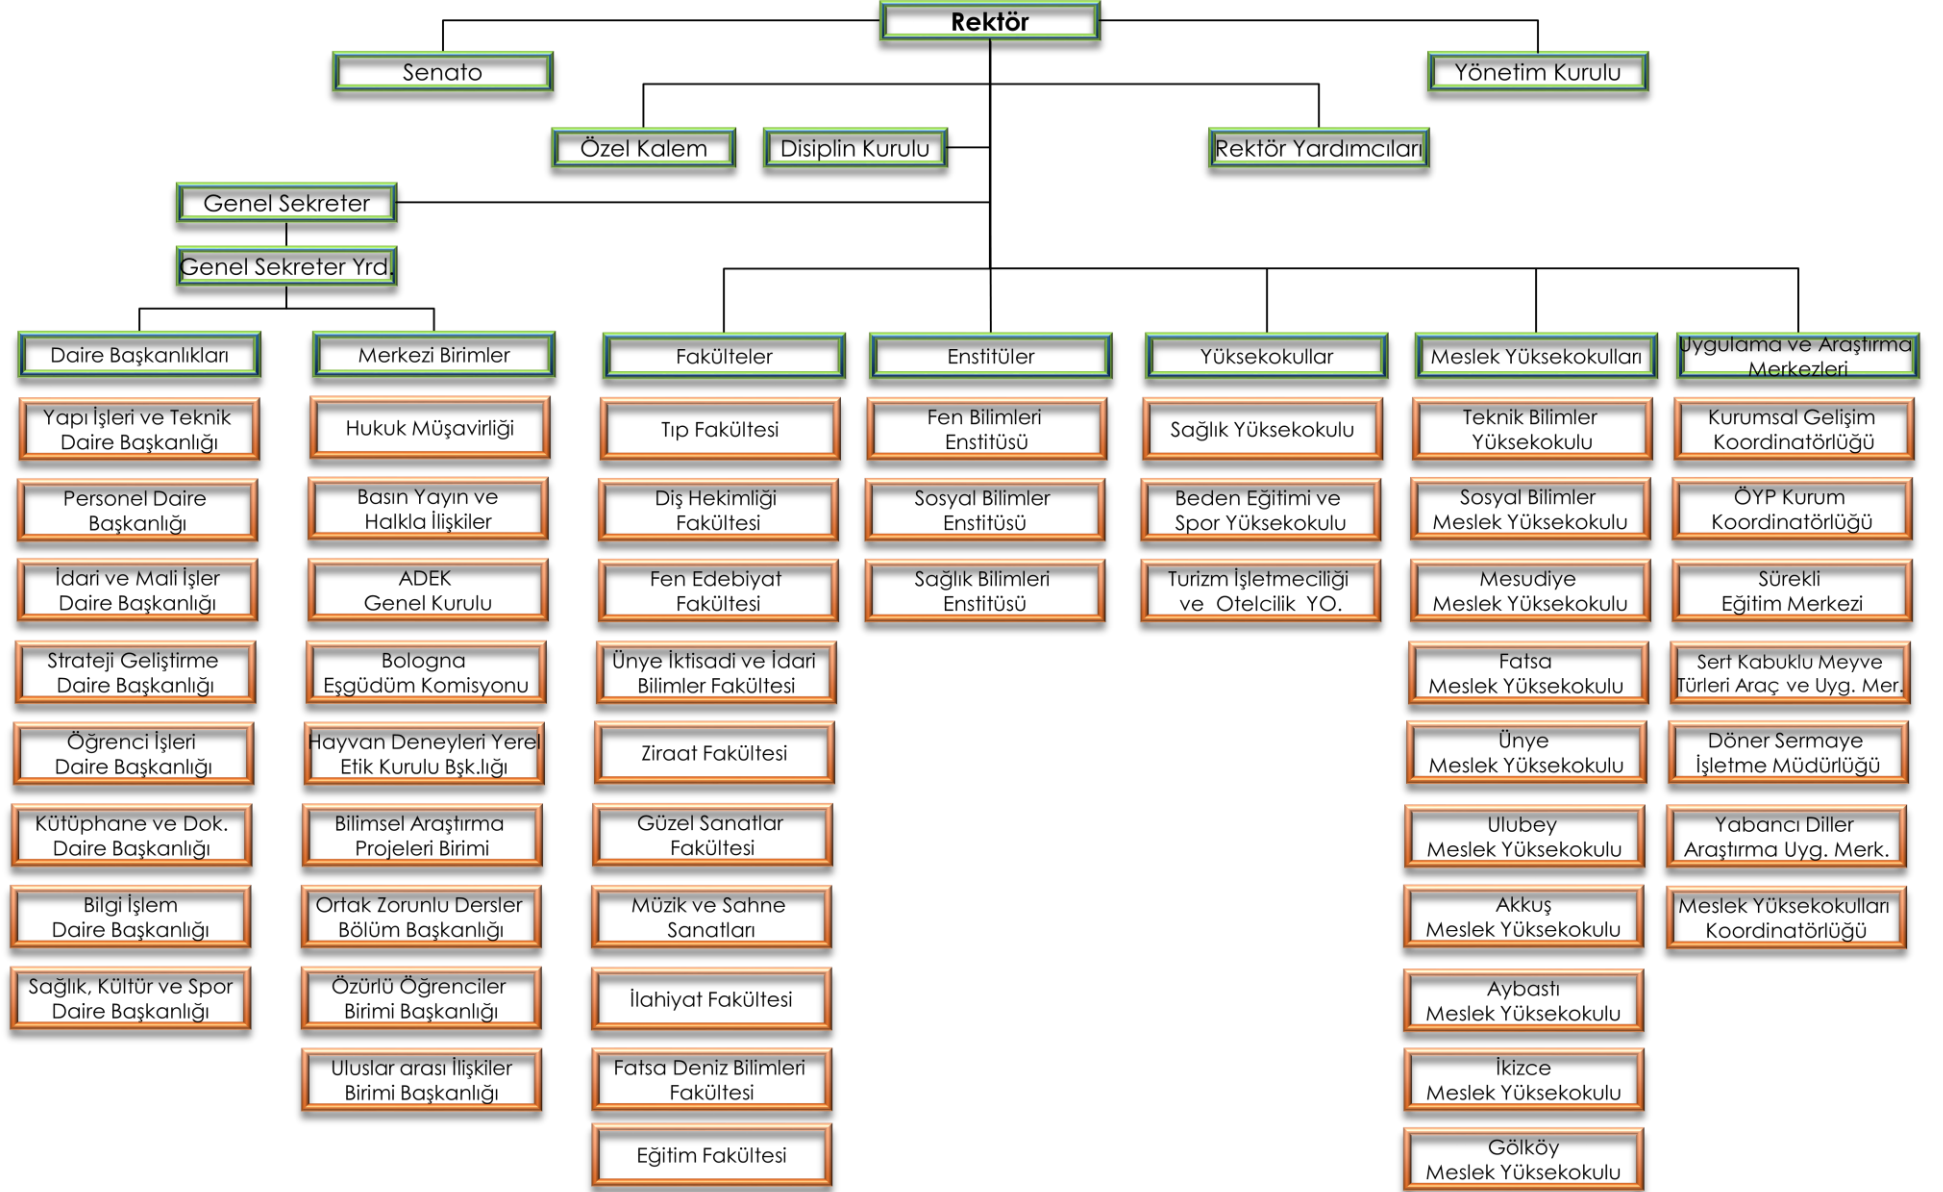 Rektör
Senato
Yönetim Kurulu
Özel Kalem
Disiplin Kurulu
Rektör Yardımcıları
Genel Sekreter
Genel Sekreter Yrd.
Daire Başkanlıkları
Yapı İşleri ve Teknik
Daire Başkanlığı
Personel Daire
Başkanlığı
İdari ve Mali İşler
Daire Başkanlığı
Strateji Geliştirme
Daire Başkanlığı
Öğrenci İşleri
Daire Başkanlığı
Kütüphane ve Dok.
Daire Başkanlığı
Bilgi İşlem
Daire Başkanlığı
Sağlık, Kültür ve Spor
Daire Başkanlığı
Merkezi Birimler
Hukuk Müşavirliği
Basın Yayın ve
Halkla İlişkiler
ADEK
Genel Kurulu
Bologna
Eşgüdüm Komisyonu
Hayvan Deneyleri Yerel
Etik Kurulu Bşk.lığı
Bilimsel Araştırma
Projeleri Birimi
Ortak Zorunlu Dersler
Bölüm Başkanlığı
Özürlü Öğrenciler
Birimi Başkanlığı
Uluslar arası İlişkiler
Birimi Başkanlığı
Fakülteler
Tıp Fakültesi
Diş Hekimliği
Fakültesi
Fen Edebiyat
Fakültesi
Ünye İktisadi ve İdari
Bilimler Fakültesi
Ziraat Fakültesi
Güzel Sanatlar
Fakültesi
Müzik ve Sahne
Sanatları
İlahiyat Fakültesi
Fatsa Deniz Bilimleri
Fakültesi
Eğitim Fakültesi
Enstitüler
Fen Bilimleri
Enstitüsü
Sosyal Bilimler
Enstitüsü
Sağlık Bilimleri
Enstitüsü
Yüksekokullar
Sağlık Yüksekokulu
Beden Eğitimi ve
Spor Yüksekokulu
Turizm İşletmeciliği
ve Otelcilik YO.
Meslek Yüksekokulları
Teknik Bilimler
Yüksekokulu
Sosyal Bilimler
Meslek Yüksekokulu
Mesudiye
Meslek Yüksekokulu
Fatsa
Meslek Yüksekokulu
Ünye
Meslek Yüksekokulu
Ulubey
Meslek Yüksekokulu
Akkuş
Meslek Yüksekokulu
Aybastı
Meslek Yüksekokulu
İkizce
Meslek Yüksekokulu
Gölköy
Meslek Yüksekokulu
Uygulama ve Araştırma
Merkezleri
Kurumsal Gelişim
Koordinatörlüğü
ÖYP Kurum
Koordinatörlüğü
Sürekli
Eğitim Merkezi
Sert Kabuklu Meyve
Türleri Araç ve Uyg. Mer.
Döner Sermaye
İşletme Müdürlüğü
Yabancı Diller
Araştırma Uyg. Merk.
Meslek Yüksekokulları
Koordinatörlüğü